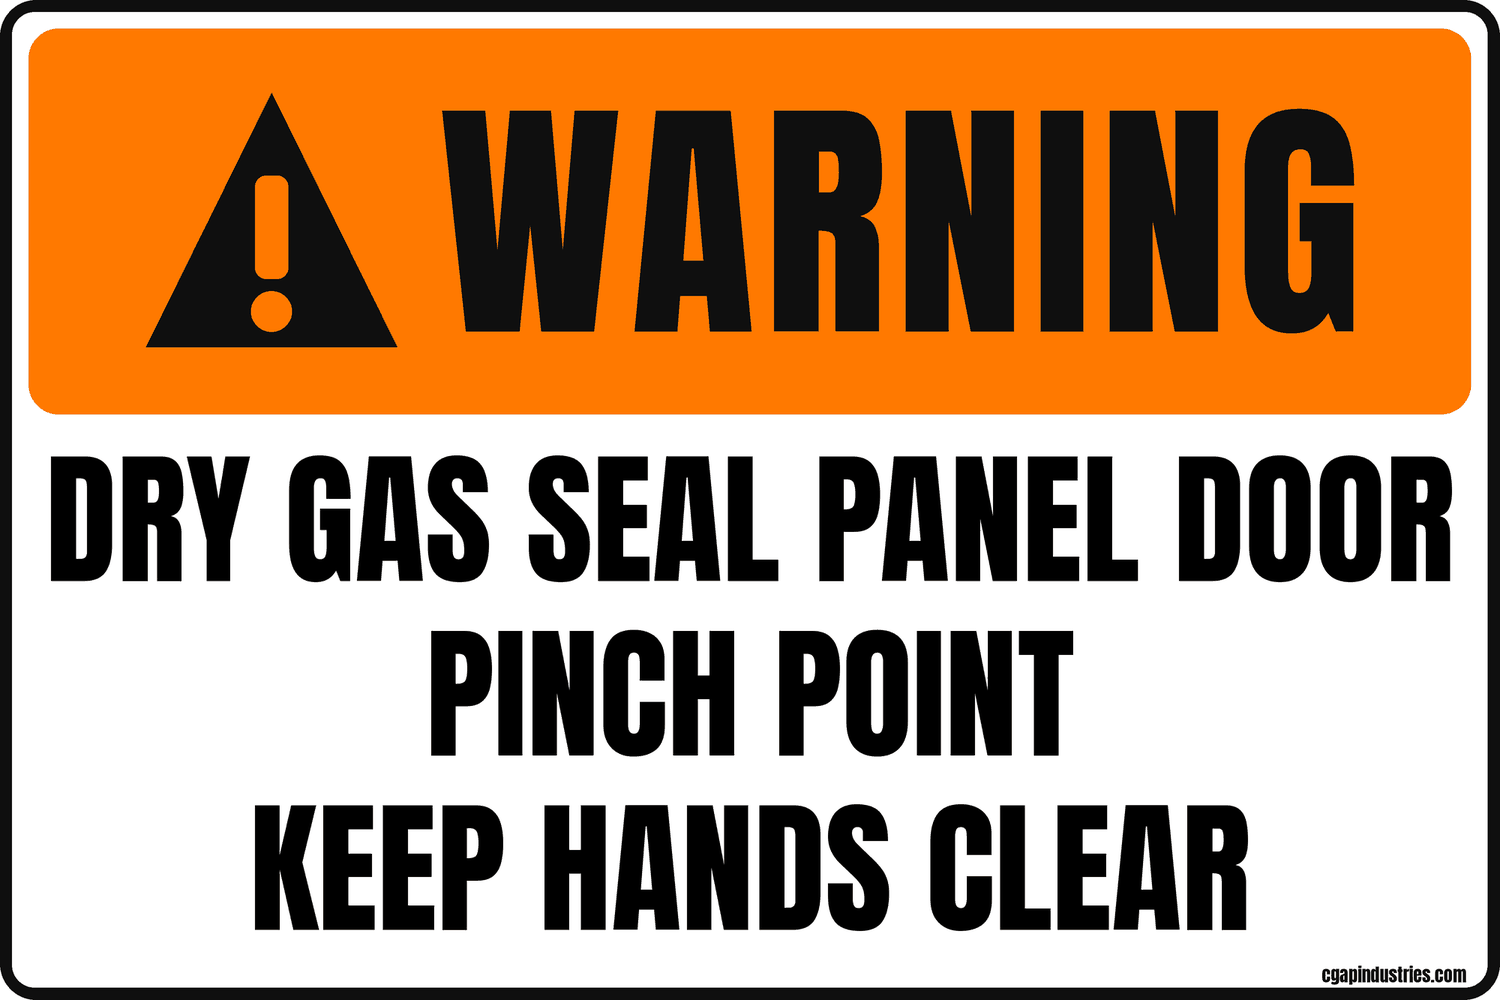 WARNING
DRY GAS SEAL PANEL DOOR
PINCH POINT
KEEP HANDS CLEAR
cgapindustries.com